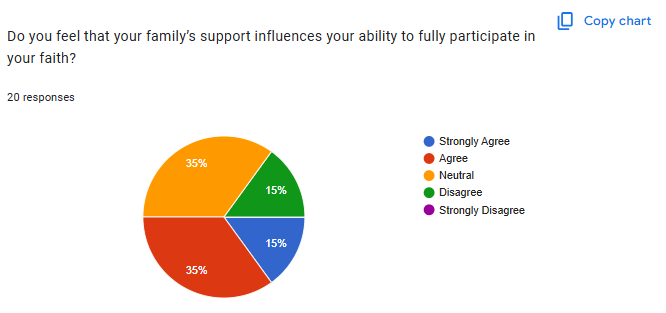 Copy chart
Do you feel that your family's support influences your ability to fully participate in
your faith?
20 responses
35%
15%
15%
35%
Strongly Agree
Agree
Neutral
Disagree
Strongly Disagree